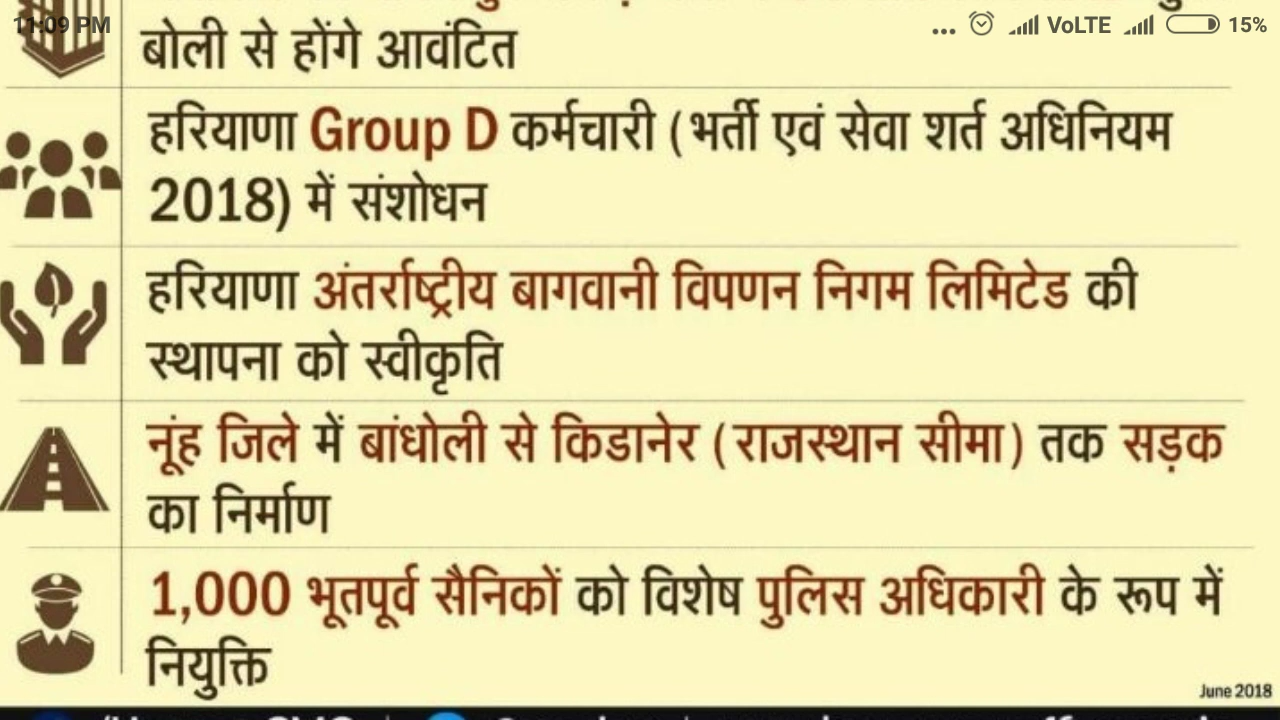 11:09 PM
... VoLTE 15%
बोली से होंगे आवंटित
हरियाणा Group D कर्मचारी (भर्ती एवं सेवा शर्त अधिनियम
2018) में संशोधन
हरियाणा अंतर्राष्ट्रीय बागवानी विपणन निगम लिमिटेड की
स्थापना को स्वीकृति
नूंह जिले में बांधोली से किडानेर (राजस्थान सीमा) तक सड़क
का निर्माण
1,000 भूतपूर्व सैनिकों को विशेष पुलिस अधिकारी के रूप में
नियुक्ति
June 2018